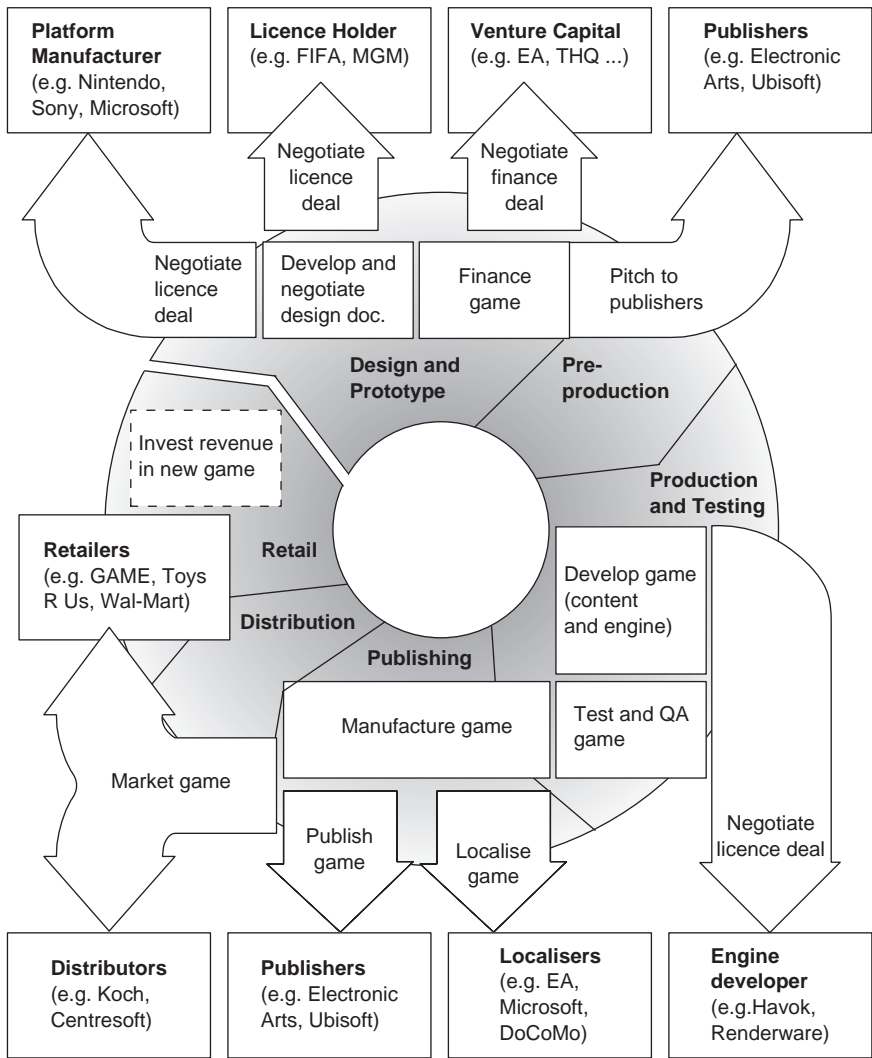 Platform
Manufacturer
(e.g. Nintendo,
Sony, Microsoft)
Licence Holder
(e.g. FIFA, MGM)
Venture Capital
(e.g. EA, THQ ...)
Publishers
(e.g. Electronic
Arts, Ubisoft)
Negotiate
licence
deal
Negotiate
finance
deal
Negotiate
licence
deal
Develop and
negotiate
design doc.
Finance
game
Pitch to
publishers
Design and
Prototype
Pre-
production
Invest revenue
in new game
Production
and Testing
Retailers
(e.g. GAME, Toys
R Us, Wal-Mart)
Retail
Develop game
(content
and engine)
Distribution
Publishing
Manufacture game
Test and QA
game
Market game
Publish
game
Localise
game
Negotiate
licence deal
Distributors
(e.g. Koch,
Centresoft)
Publishers
(e.g. Electronic
Arts, Ubisoft)
Localisers
(e.g. EA,
Microsoft,
DoCoMo)
Engine
developer
(e.g.Havok,
Renderware)